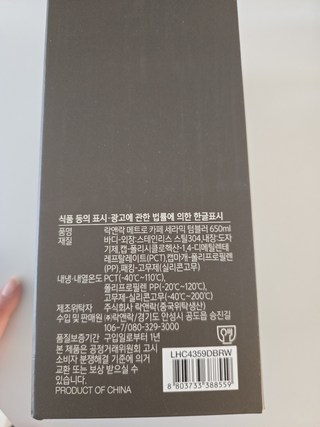 식품 등의 표시·광고에 관한 법률에 의한 한글표시
품명 락앤락 메트로 카페 세라믹 텀블러 650ml
재질 바디-외장:스테인리스 스틸304,내장:도자
기제,캡-폴리시클로헥산-1,4-디메틸렌테
레프탈레이트(PCT),캡마개-폴리프로필렌
(PP),패킹-고무제(실리콘고무)
내냉·내열온도 PCT(-40℃~110℃),
폴리프로필렌 PP(-20℃~120℃),
고무제-실리콘고무(-40℃~200℃)
제조위탁자 주식회사 락앤락(중국위탁생산)
수입 및 판매원 ㈜락앤락/경기도 안성시 공도읍 승진길
106-7/080-329-3000
품질보증기간 구입일로부터 1년
본 제품은 공정거래위원회 고시
소비자 분쟁해결 기준에 의거
교환 또는 보상 받으실 수
있습니다.
PRODUCT OF CHINA
LHC4359DBRW
8 803733 388559